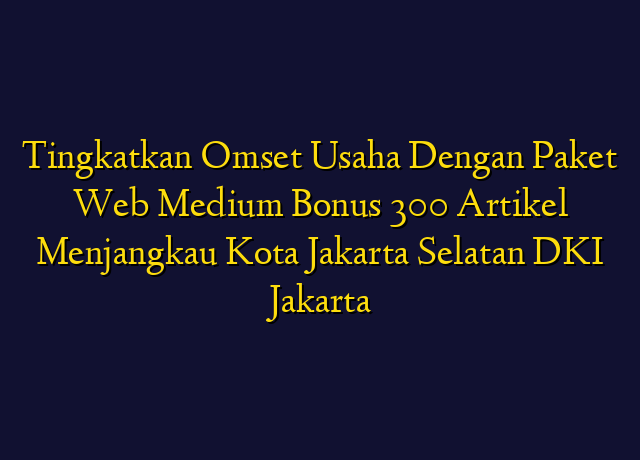 Tingkatkan Omset Usaha Dengan Paket
Web Medium Bonus 300 Artikel
Menjangkau Kota Jakarta Selatan DKI
Jakarta